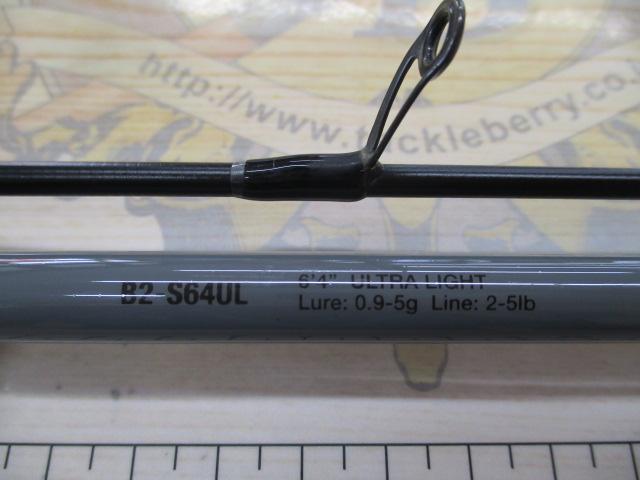 http://www.tackleberry.co.
B2-S64UL
6'4" ULTRA LIGHT
Lure: 0.9-5g Line: 2-5lb